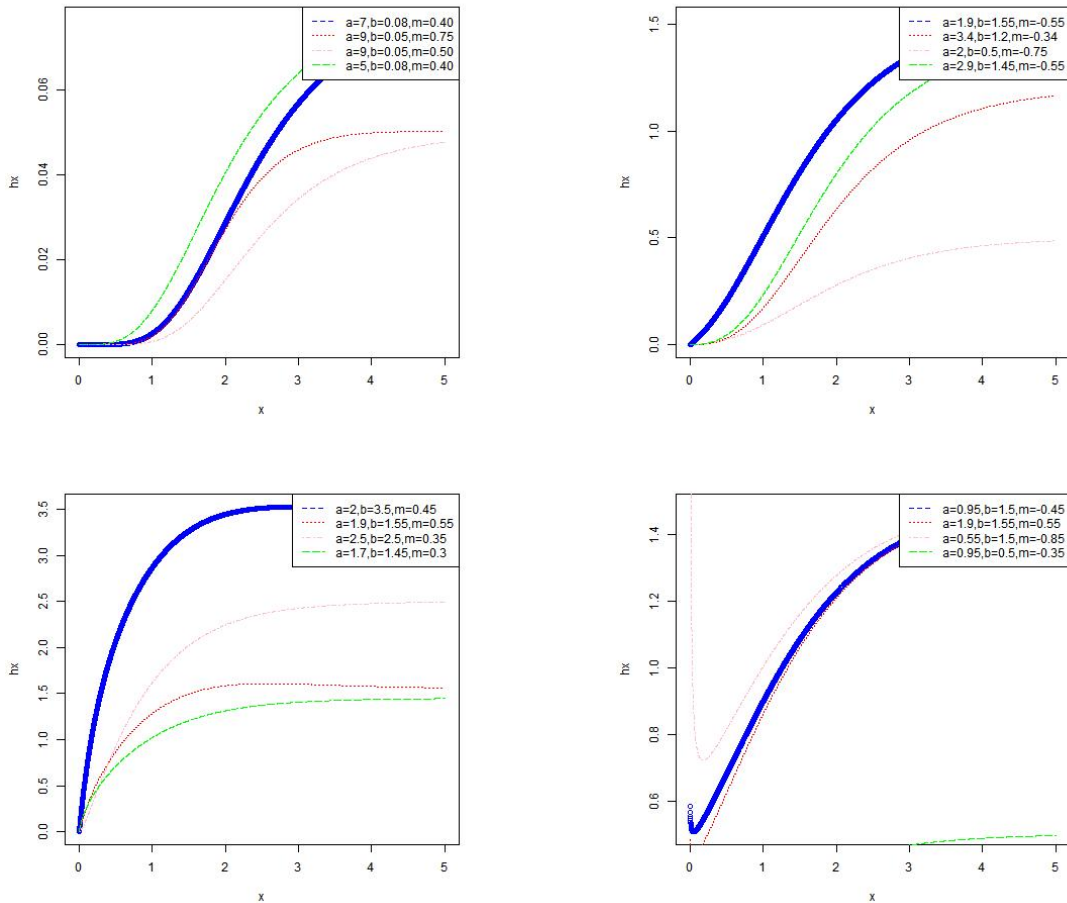 a=7,b=0.08,m=0.40
a=9,b=0.05,m=0.75
a=9,b=0.05,m=0.50
a=5,b=0.08,m=0.40
hx
0.00
0.02
0.04
0.06
0 1 2 3 4 5
x
a=1.9,b=1.55,m=-0.55
a=3.4,b=1.2,m=-0.34
a=2,b=0.5,m=-0.75
a=2.9,b=1.45,m=-0.55
hx
0.0
0.5
1.0
1.5
0 1 2 3 4 5
x
a=2,b=3.5,m=0.45
a=1.9,b=1.55,m=0.55
a=2.5,b=2.5,m=0.35
a=1.7,b=1.45,m=0.3
hx
0.0
0.5
1.0
1.5
2.0
2.5
3.0
3.5
0 1 2 3 4 5
x
a=0.95,b=1.5,m=-0.45
a=1.9,b=1.55,m=0.55
a=0.55,b=1.5,m=-0.85
a=0.95,b=0.5,m=-0.35
hx
0.6
0.8
1.0
1.2
1.4
0 1 2 3 4 5
x